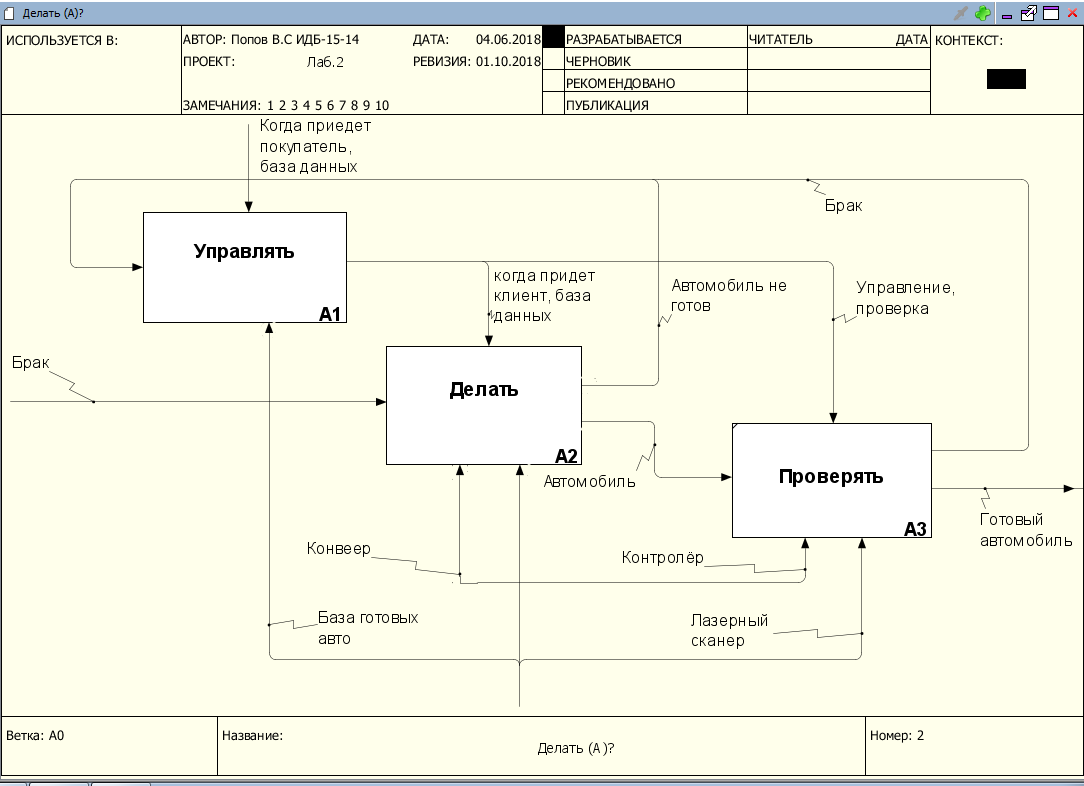 Делать (A)?
ИСПОЛЬЗУЕТСЯ В:
АВТОР: Попов В.С ИДБ-15-14
ДАТА: 04.06.2018
РАЗРАБАТЫВАЕТСЯ
ЧИТАТЕЛЬ
ДАТА
КОНТЕКСТ:
ПРОЕКТ: Лаб.2
РЕВИЗИЯ: 01.10.2018
ЧЕРНОВИК
РЕКОМЕНДОВАНО
ЗАМЕЧАНИЯ: 1 2 3 4 5 6 7 8 9 10
ПУБЛИКАЦИЯ
Когда приедет
покупатель,
база данных
Брак
Управлять
A1
когда придет
клиент, база
данных
Автомобиль не
готов
Управление,
проверка
Брак
Делать
A2
Автомобиль
Проверять
A3
Готовый
автомобиль
Конвеер
Контролёр
База готовых
авто
Лазерный
сканер
Ветка: A0
Название:
Делать (A )?
Номер: 2